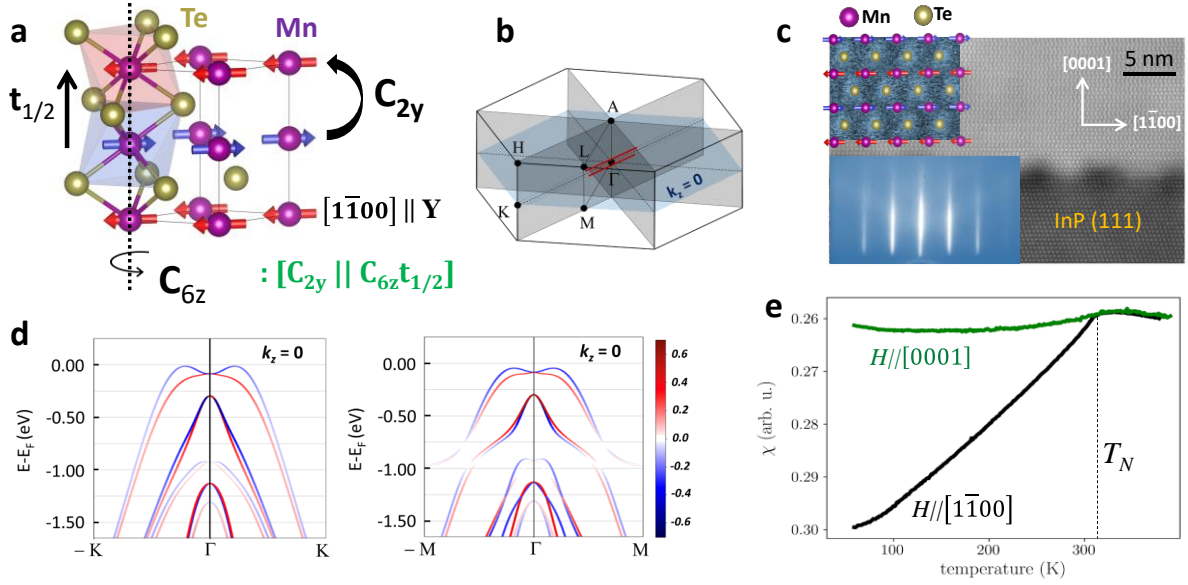 a
Te
Mn
t1/2
C2y
[11̄00] ∥ Y
C6z
: [C2y || C6zt1/2]
b
A
H
L
Γ
kz = 0
K
M
c
Mn
Te
5 nm
[0001]
[11̄00]
InP (111)
d
kz = 0
0.00
-0.50
-1.00
-1.50
E-EF (eV)
− K
Γ
K
kz = 0
0.00
-0.50
-1.00
-1.50
E-EF (eV)
− M
Γ
M
0.6
0.4
0.2
0.0
-0.2
-0.4
-0.6
e
0.26
0.27
0.28
0.29
0.30
χ (arb. u.)
H//[0001]
TN
H//[11̄00]
100
200
300
temperature (K)